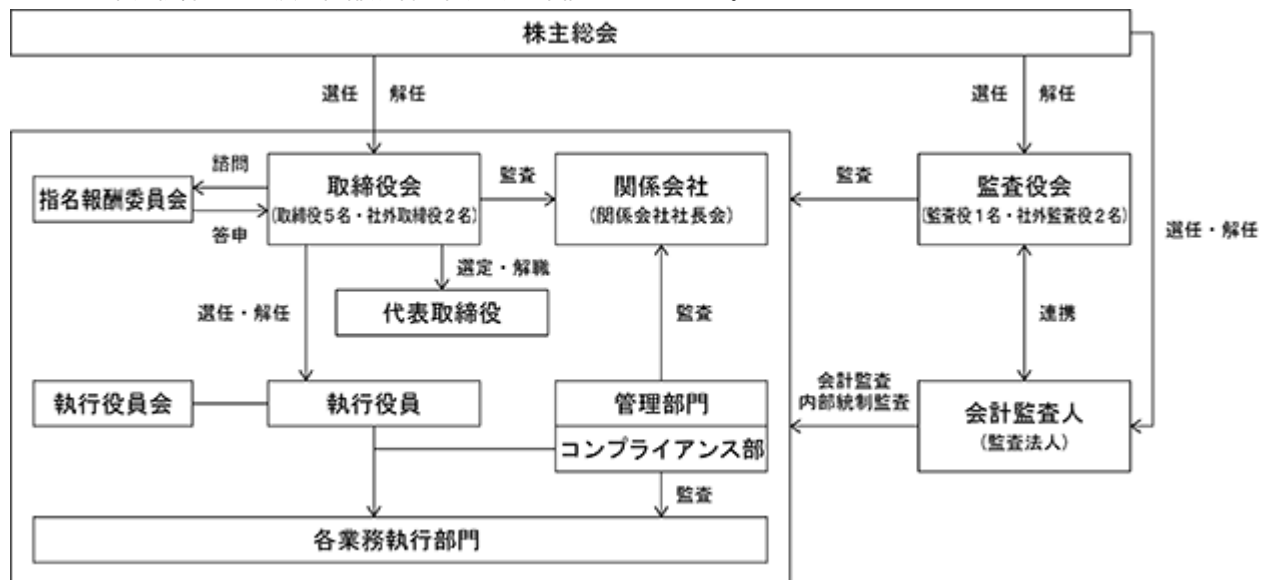 株主総会
選任 解任
選任 解任
諮問
指名報酬委員会
答申
取締役会
(取締役5名・社外取締役2名)
監査
関係会社
(関係会社社長会)
監査
監査役会
(監査役1名・社外監査役2名)
選任・解任
選定・解職
代表取締役
選任・解任
監査
連携
執行役員会
執行役員
管理部門
コンプライアンス部
会計監査
内部統制監査
会計監査人
(監査法人)
監査
各業務執行部門